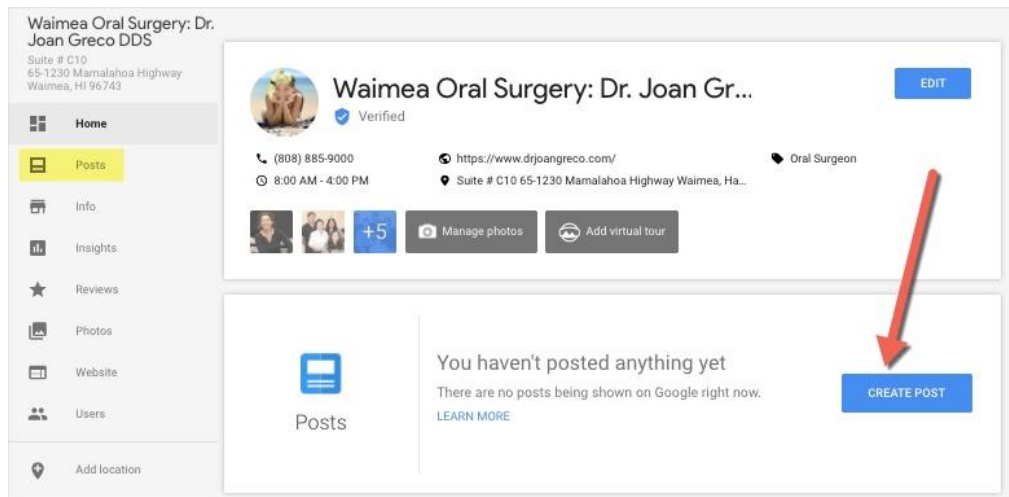 Waimea Oral Surgery: Dr.
Joan Greco DDS
Suite # C10
65-1230 Mamalahoa Highway
Waimea, HI 96743
Home
Posts
Info
Insights
Reviews
Photos
Website
Users
Add location
Waimea Oral Surgery: Dr. Joan Gr...
Verified
EDIT
(808) 885-9000
https://www.drjoangreco.com/
Oral Surgeon
8:00 AM - 4:00 PM
Suite # C10 65-1230 Mamalahoa Highway Waimea, Ha...
+5
Manage photos
Add virtual tour
Posts
You haven't posted anything yet
There are no posts being shown on Google right now.
LEARN MORE
CREATE POST